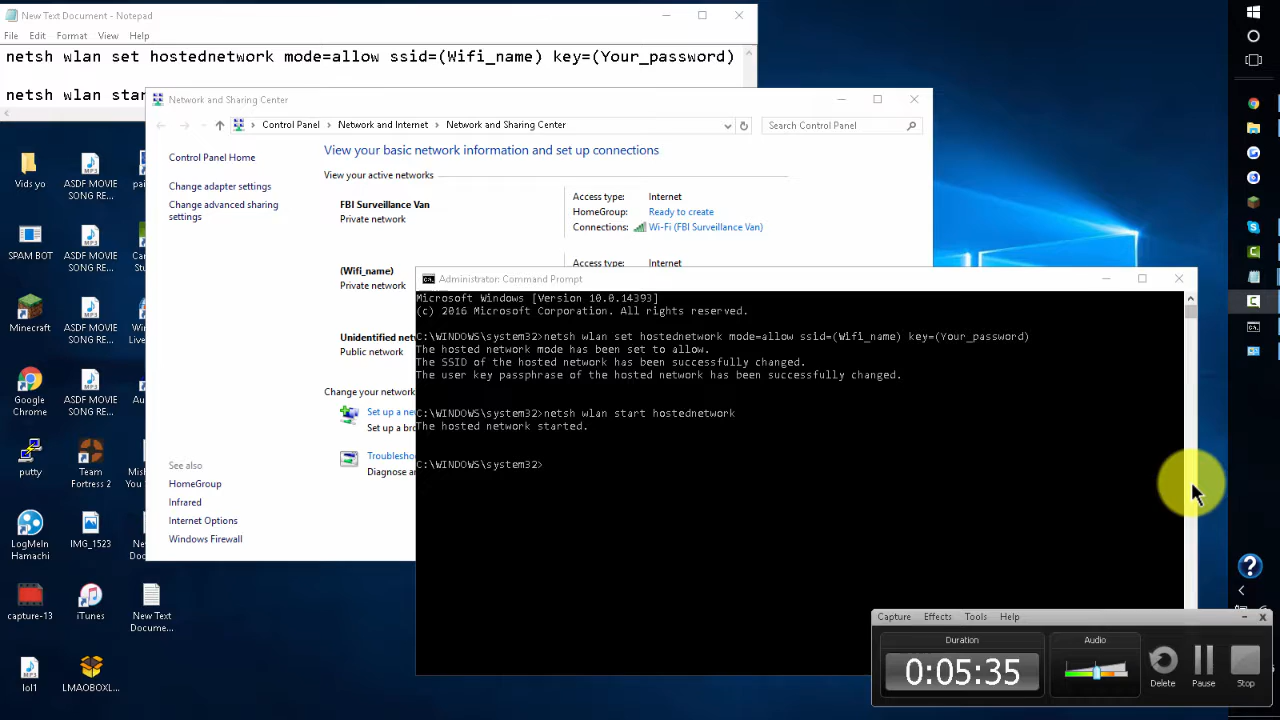 New Text Document - Notepad
File Edit Format View Help
netsh wlan set hostednetwork mode=allow ssid=(Wifi_name) key=(Your_password)
netsh wlan
Network and Sharing Center
Control Panel > Network and Internet > Network and Sharing Center
Search Control Panel
Control Panel Home
Change adapter settings
Change advanced sharing
settings
See also
HomeGroup
Infrared
Internet Options
Windows Firewall
View your basic network information and set up connections
View your active networks
FBI Surveillance Van
Private network
Access type: Internet
HomeGroup: Ready to create
Connections: Wi-Fi (FBI Surveillance Van)
(Wifi_name)
Private network
Access type: Internet
Unidentified
Public network
Change your
Set up a
Set up a
Diagnose
Administrator: Command Prompt
Microsoft Windows [Version 10.0.14393]
(c) 2016 Microsoft Corporation. All rights reserved.
C:\WINDOWS\system32>netsh wlan set hostednetwork mode=allow ssid=(Wifi_name) key=(Your_password)
The hosted network mode has been set to allow.
The SSID of the hosted network has been successfully changed.
The user key passphrase of the hosted network has been successfully changed.
C:\WINDOWS\system32>netsh wlan start hostednetwork
The hosted network started.
C:\WINDOWS\system32>
Vids yo
ASDF MOVIE
SONG RE...
SPAM BOT
ASDF MOVIE
SONG RE...
Minecraft
ASDF MOVIE
SONG RE...
Google
Chrome
ASDF MOVIE
SONG RE...
putty
Team
Fortress 2
LogMeIn
Hamachi
IMG_1523
capture-13
iTunes
New Text
Docume...
lol1
LMAOBOXL...
Capture Effects Tools Help
Duration
0:05:35
Audio
Delete
Pause
Stop